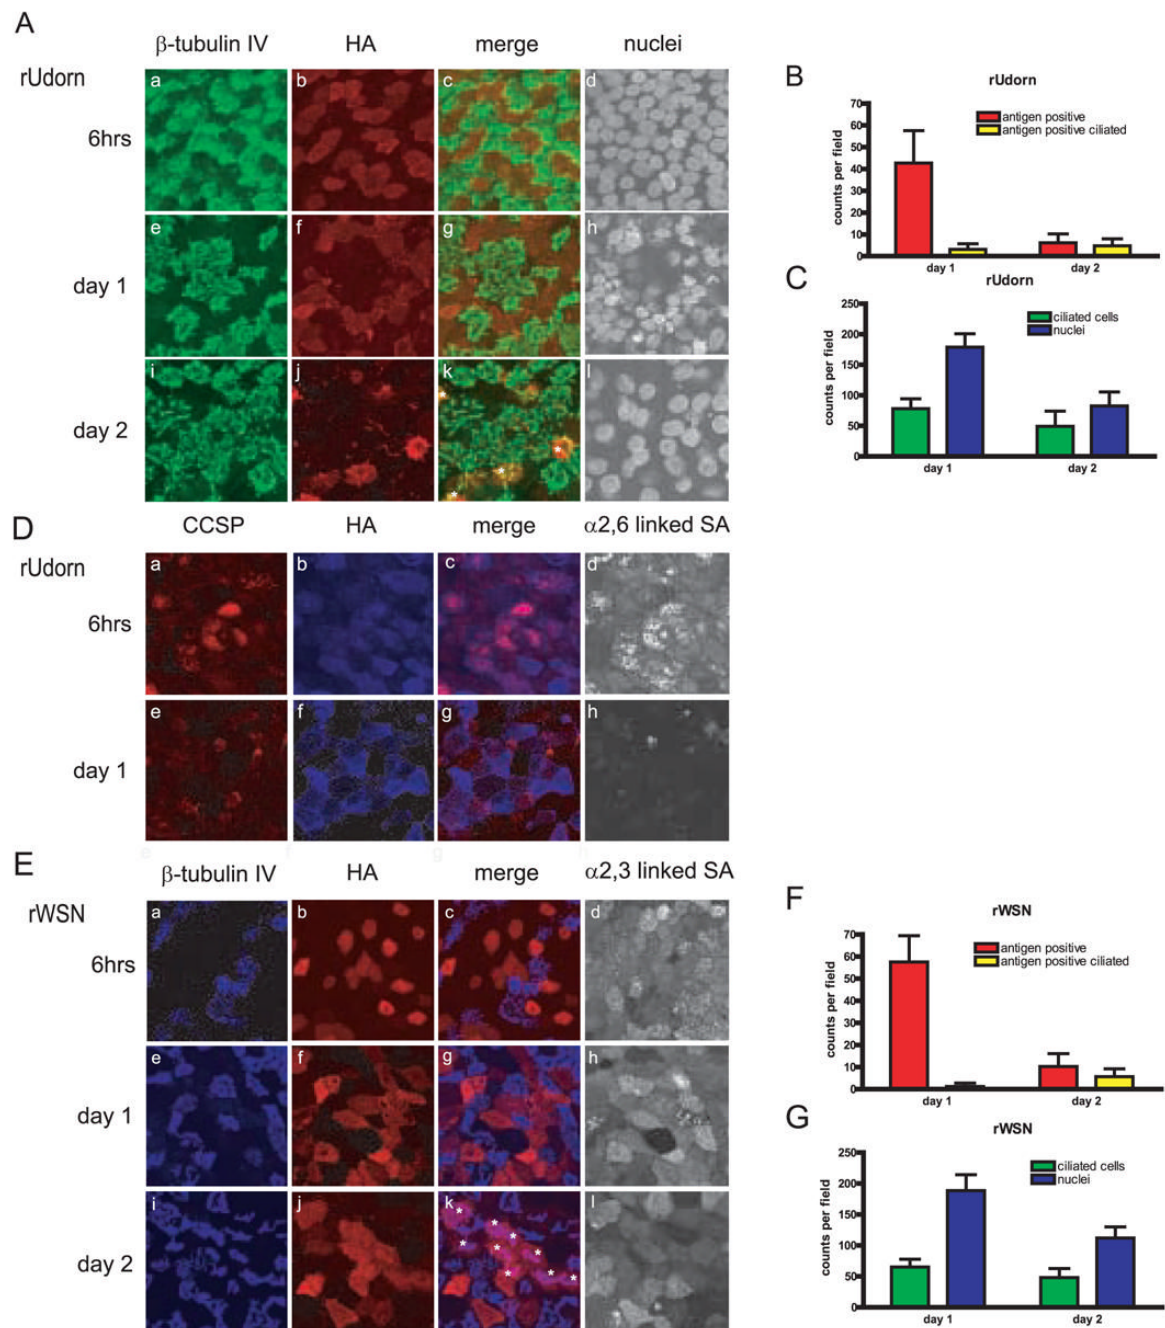 A
β-tubulin IV HA merge nuclei
rUdorn
6hrs
a b c d
day 1
e f g h
day 2
i j k l
* * *
B
rUdorn
antigen positive
antigen positive ciliated
counts per field
70
60
50
40
30
20
10
0
day 1 day 2
C
rUdorn
ciliated cells
nuclei
counts per field
250
200
150
100
50
0
day 1 day 2
D
CCSP HA merge α2,6 linked SA
rUdorn
6hrs
a b c d
day 1
e f g h
E
β-tubulin IV HA merge α2,3 linked SA
rWSN
6hrs
a b c d
day 1
e f g h
day 2
i j k l
* * * * * * * * *
F
rWSN
antigen positive
antigen positive ciliated
counts per field
70
60
50
40
30
20
10
0
day 1 day 2
G
rWSN
ciliated cells
nuclei
counts per field
250
200
150
100
50
0
day 1 day 2